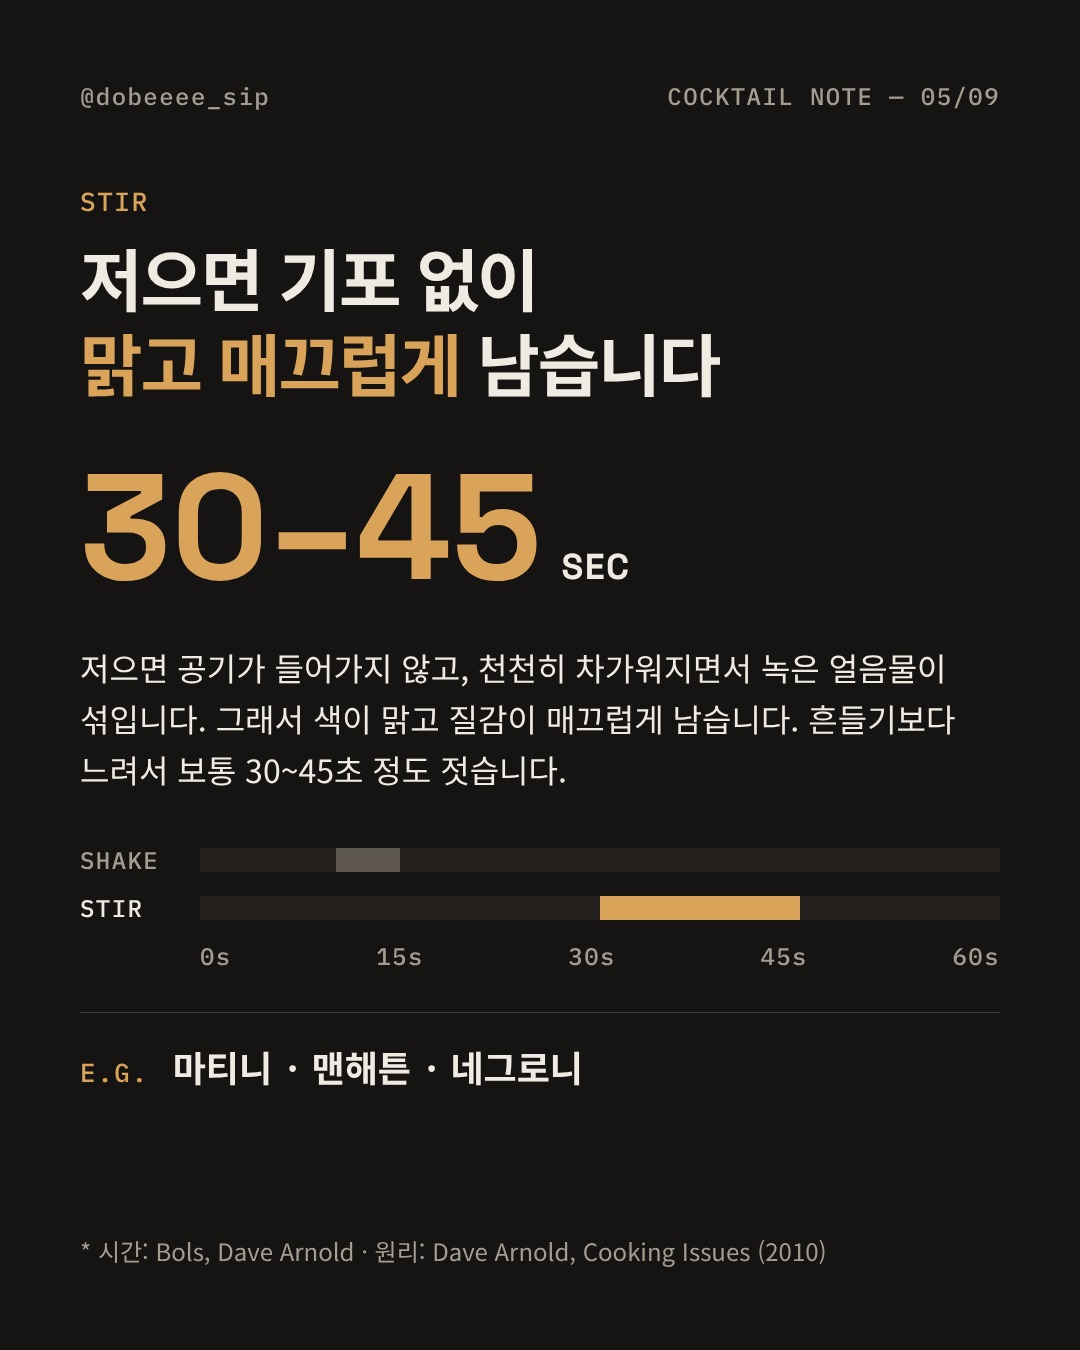 @dobeeee_sip
COCKTAIL NOTE — 05/09
STIR
저으면 기포 없이
맑고 매끄럽게 남습니다
30–45 SEC
저으면 공기가 들어가지 않고, 천천히 차가워지면서 녹은 얼음물이
섞입니다. 그래서 색이 맑고 질감이 매끄럽게 남습니다. 흔들기보다
느려서 보통 30~45초 정도 젓습니다.
SHAKE
STIR
0s 15s 30s 45s 60s
E.G. 마티니 · 맨해튼 · 네그로니
* 시간: Bols, Dave Arnold · 원리: Dave Arnold, Cooking Issues (2010)